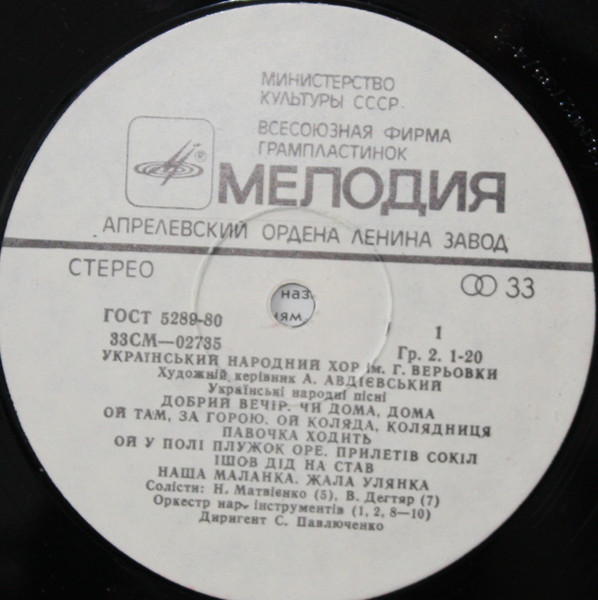 МИНИСТЕРСТВО
КУЛЬТУРЫ СССР
ВСЕСОЮЗНАЯ ФИРМА
ГРАМПЛАСТИНОК
®
МЕЛОДИЯ
АПРЕЛЕВСКИЙ ОРДЕНА ЛЕНИНА ЗАВОД
СТЕРЕО
33
наз.
ГОСТ 5289-80
33СМ—02735
1
Гр. 2. 1-20
УКРАЇНСЬКИЙ НАРОДНИЙ ХОР ім. Г. ВЕРЬОВКИ
Художній керівник А. АВДІЄВСЬКИЙ
Українські народні пісні
ДОБРИЙ ВЕЧІР. ЧИ ДОМА, ДОМА
ОЙ ТАМ, ЗА ГОРОЮ. ОЙ КОЛЯДА, КОЛЯДНИЦЯ
ПАВОЧКА ХОДИТЬ
ОЙ У ПОЛІ ПЛУЖОК ОРЕ. ПРИЛЕТІВ СОКІЛ
ІШОВ ДІД НА СТАВ
НАША МАЛАНКА. ЖАЛА УЛЯНКА
Солісти: Н. Матвієнко (5), В. Дегтяр (7)
Оркестр нар. інструментів (1, 2, 8—10)
Диригент С. Павлюченко